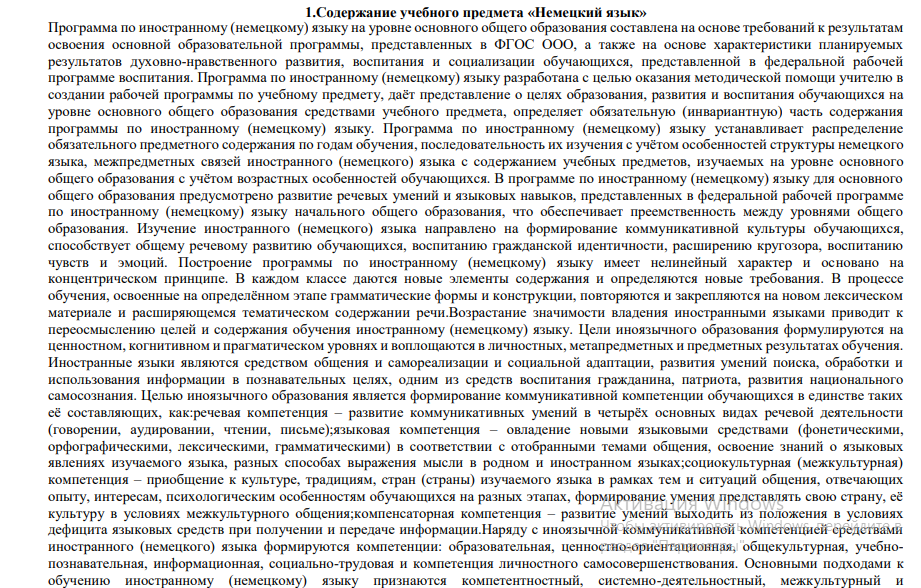 1.Содержание учебного предмета «Немецкий язык»
Программа по иностранному (немецкому) языку на уровне основного общего образования составлена на основе требований к результатам
освоения основной образовательной программы, представленных в ФГОС ООО, а также на основе характеристики планируемых
результатов духовно-нравственного развития, воспитания и социализации обучающихся, представленной в федеральной рабочей
программе воспитания. Программа по иностранному (немецкому) языку разработана с целью оказания методической помощи учителю в
создании рабочей программы по учебному предмету, даёт представление о целях образования, развития и воспитания обучающихся на
уровне основного общего образования средствами учебного предмета, определяет обязательную (инвариантную) часть содержания
программы по иностранному (немецкому) языку. Программа по иностранному (немецкому) языку устанавливает распределение
обязательного предметного содержания по годам обучения, последовательность их изучения с учётом особенностей структуры немецкого
языка, межпредметных связей иностранного (немецкого) языка с содержанием учебных предметов, изучаемых на уровне основного
общего образования с учётом возрастных особенностей обучающихся. В программе по иностранному (немецкому) языку для основного
общего образования предусмотрено развитие речевых умений и языковых навыков, представленных в федеральной рабочей программе
по иностранному (немецкому) языку начального общего образования, что обеспечивает преемственность между уровнями общего
образования. Изучение иностранного (немецкого) языка направлено на формирование коммуникативной культуры обучающихся,
способствует общему речевому развитию обучающихся, воспитанию гражданской идентичности, расширению кругозора, воспитанию
чувств и эмоций. Построение программы по иностранному (немецкому) языку имеет нелинейный характер и основано на
концентрическом принципе. В каждом классе даются новые элементы содержания и определяются новые требования. В процессе
обучения, освоенные на определённом этапе грамматические формы и конструкции, повторяются и закрепляются на новом лексическом
материале и расширяющемся тематическом содержании речи.Возрастание значимости владения иностранными языками приводит к
переосмыслению целей и содержания обучения иностранному (немецкому) языку. Цели иноязычного образования формулируются на
ценностном, когнитивном и прагматическом уровнях и воплощаются в личностных, метапредметных и предметных результатах обучения.
Иностранные языки являются средством общения и самореализации и социальной адаптации, развития умений поиска, обработки и
использования информации в познавательных целях, одним из средств воспитания гражданина, патриота, развития национального
самосознания. Целью иноязычного образования является формирование коммуникативной компетенции обучающихся в единстве таких
её составляющих, как:речевая компетенция – развитие коммуникативных умений в четырёх основных видах речевой деятельности
(говорении, аудировании, чтении, письме);языковая компетенция – овладение новыми языковыми средствами (фонетическими,
орфографическими, лексическими, грамматическими) в соответствии c отобранными темами общения, освоение знаний о языковых
явлениях изучаемого языка, разных способах выражения мысли в родном и иностранном языках;социокультурная (межкультурная)
компетенция – приобщение к культуре, традициям, стран (страны) изучаемого языка в рамках тем и ситуаций общения, отвечающих
опыту, интересам, психологическим особенностям обучающихся на разных этапах, формирование умения представлять свою страну, её
культуру в условиях межкультурного общения;компенсаторная компетенция – развитие умений выходить из положения в условиях
дефицита языковых средств при получении и передаче информации.Наряду с иноязычной коммуникативной компетенцией средствами
иностранного (немецкого) языка формируются компетенции: образовательная, ценностно-ориентационная, общекультурная, учебно-
познавательная, информационная, социально-трудовая и компетенция личностного самосовершенствования. Основными подходами к
обучению иностранному (немецкому) языку признаются компетентностный, системно-деятельностный, межкультурный и
Активация Windows
Чтобы активировать Windows, перейдите в
раздел "Параметры".